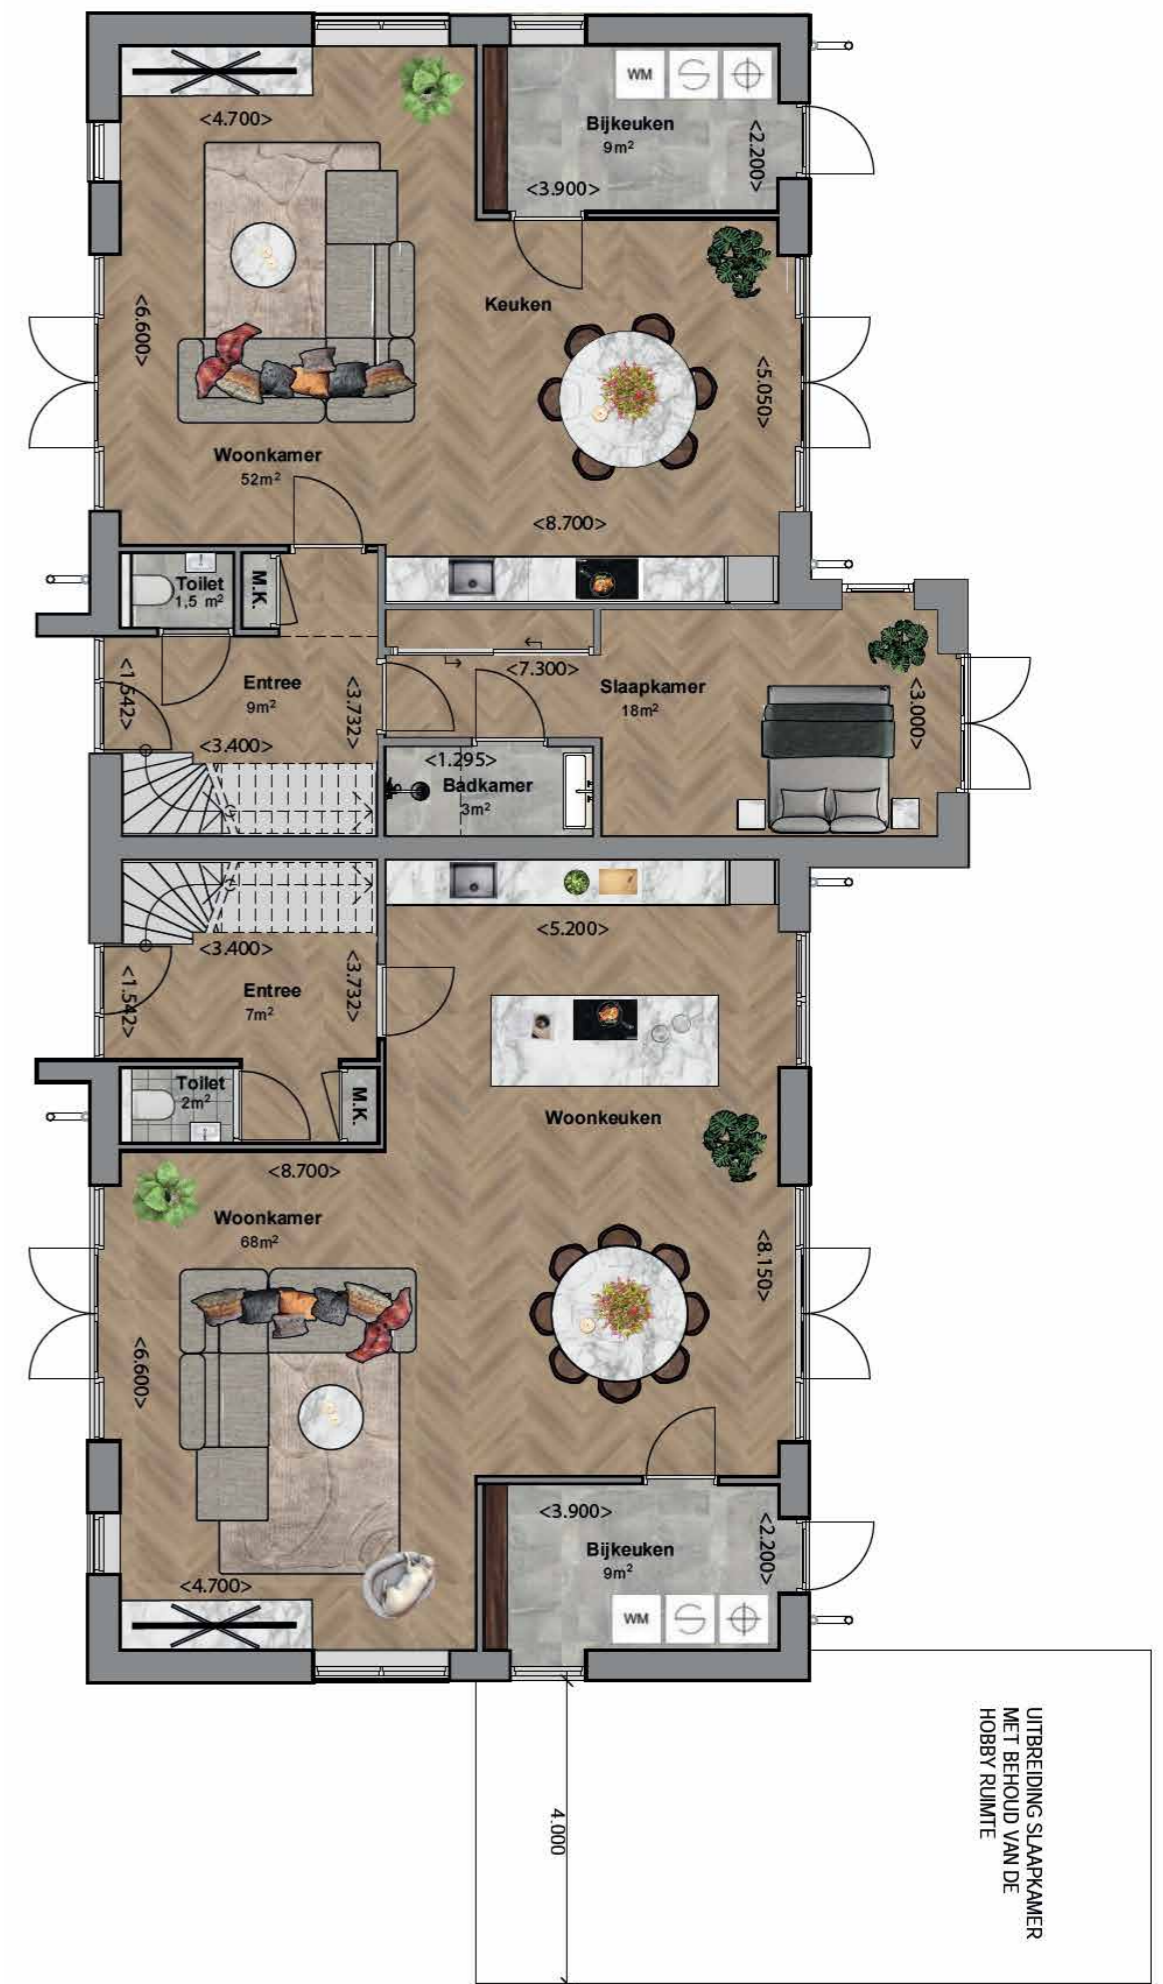 WM
<4.700>
Bijkeuken
9m²
<2.200>
<3.900>
Keuken
<6.600>
<5.050>
Woonkamer
52m²
<8.700>
Toilet
1,5 m²
M.K.
<1.542>
Entree
9m²
<3.732>
<3.400>
<7.300>
Slaapkamer
18m²
<3.000>
<1.295>
Badkamer
3m²
<5.200>
<3.400>
<1.542>
Entree
7m²
<3.732>
Toilet
2m²
M.K.
Woonkeuken
<8.700>
Woonkamer
68m²
<8.150>
<6.600>
<3.900>
<2.200>
Bijkeuken
9m²
<4.700>
WM
UITBREIDING SLAAPKAMER
MET BEHOUD VAN DE
HOBBY RUIMTE
4.000